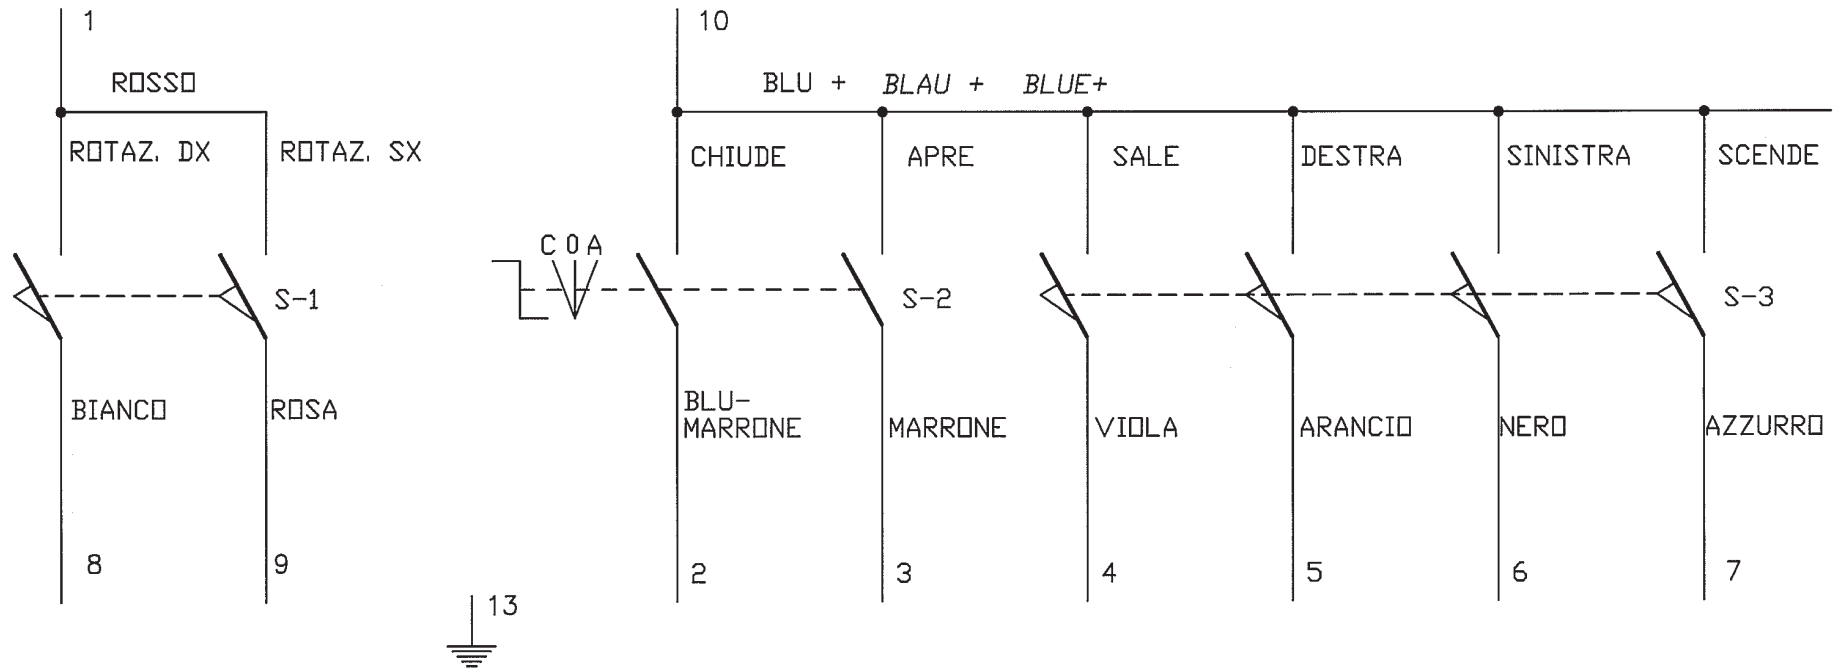 1
10
ROSSO
BLU + BLAU + BLUE+
ROTAZ. DX
ROTAZ. SX
CHIUDE
APRE
SALE
DESTRA
SINISTRA
SCENDE
C 0 A
S-1
S-2
S-3
BIANCO
ROSA
BLU-
MARRONE
MARRONE
VIOLA
ARANCIO
NERO
AZZURRO
8
9
2
3
4
5
6
7
13